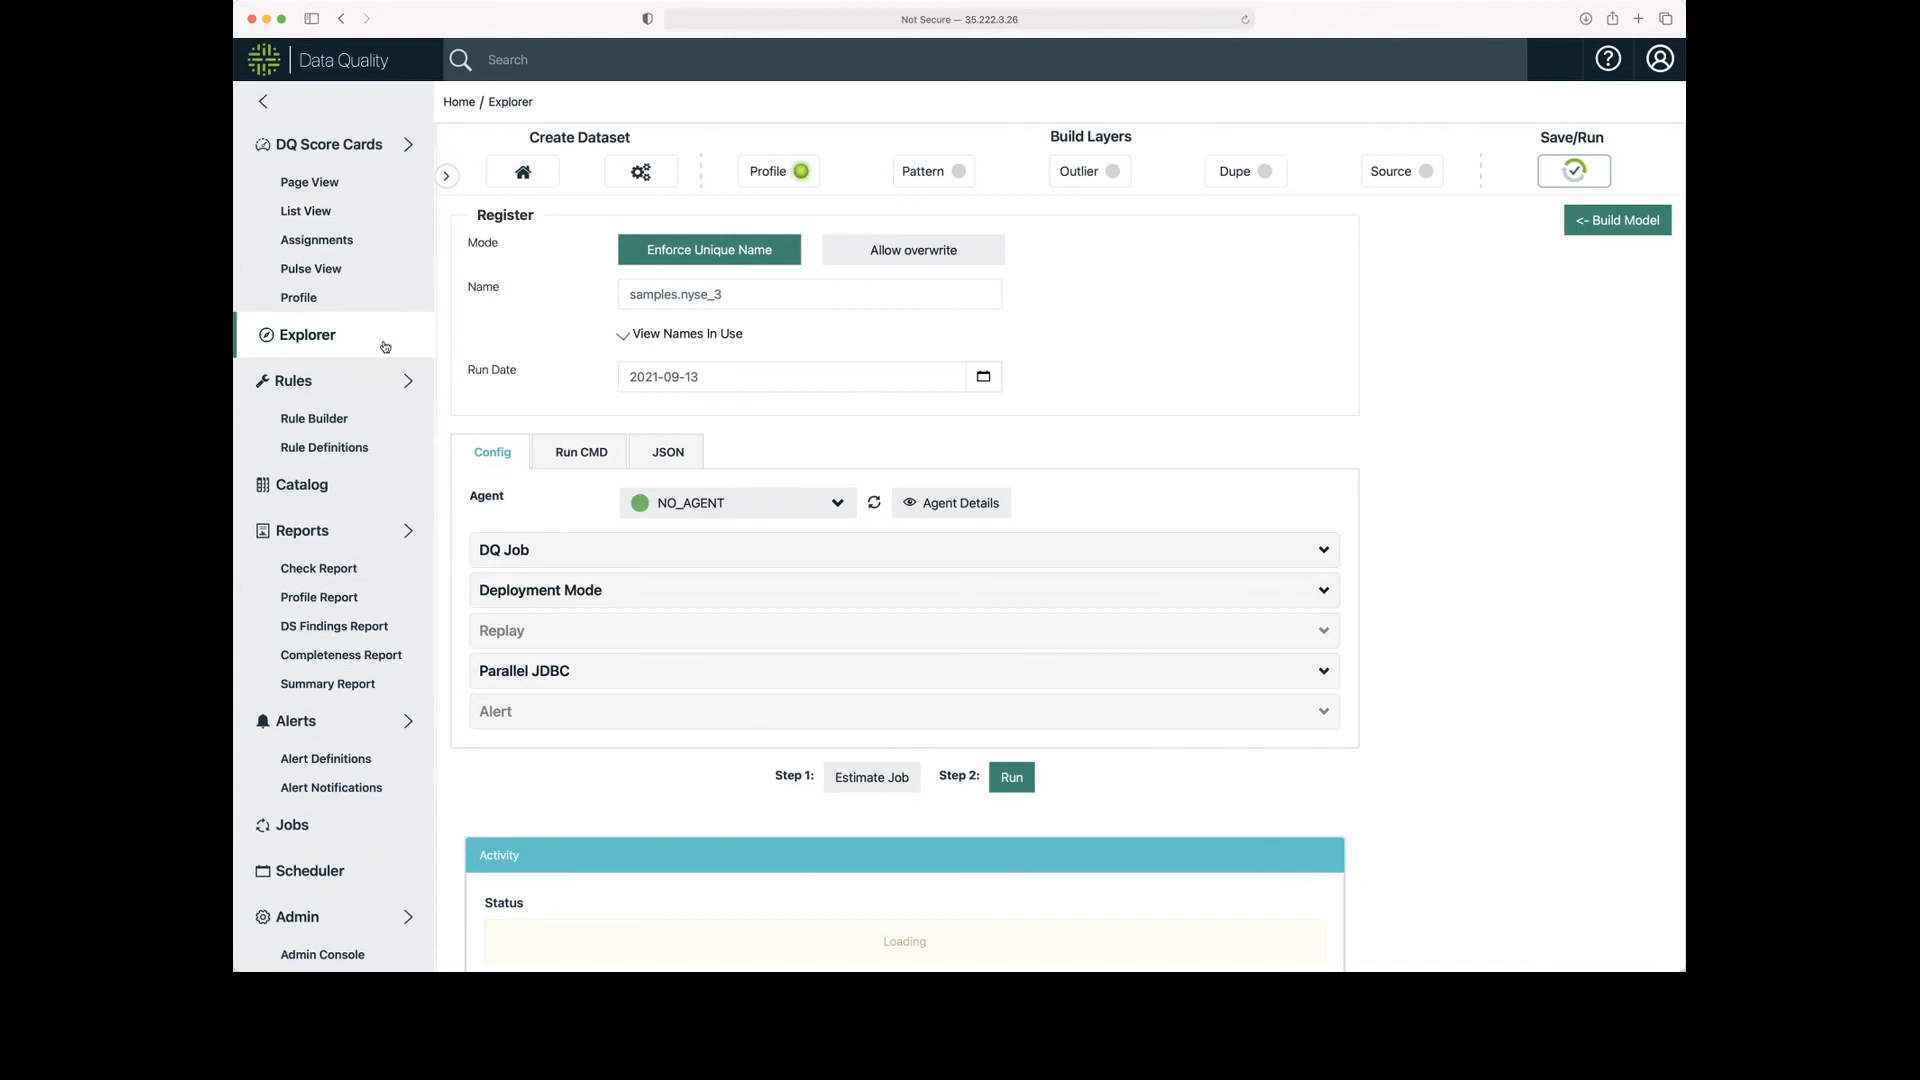 Not Secure — 35.222.3.26
Data Quality
Search
Home / Explorer
DQ Score Cards
Page View
List View
Assignments
Pulse View
Profile
Explorer
Rules
Rule Builder
Rule Definitions
Catalog
Reports
Check Report
Profile Report
DS Findings Report
Completeness Report
Summary Report
Alerts
Alert Definitions
Alert Notifications
Jobs
Scheduler
Admin
Admin Console
Create Dataset
Build Layers
Save/Run
Profile
Pattern
Outlier
Dupe
Source
<- Build Model
Register
Mode
Enforce Unique Name
Allow overwrite
Name
samples.nyse_3
View Names In Use
Run Date
2021-09-13
Config
Run CMD
JSON
Agent
NO_AGENT
Agent Details
DQ Job
Deployment Mode
Replay
Parallel JDBC
Alert
Step 1:
Estimate Job
Step 2:
Run
Activity
Status
Loading